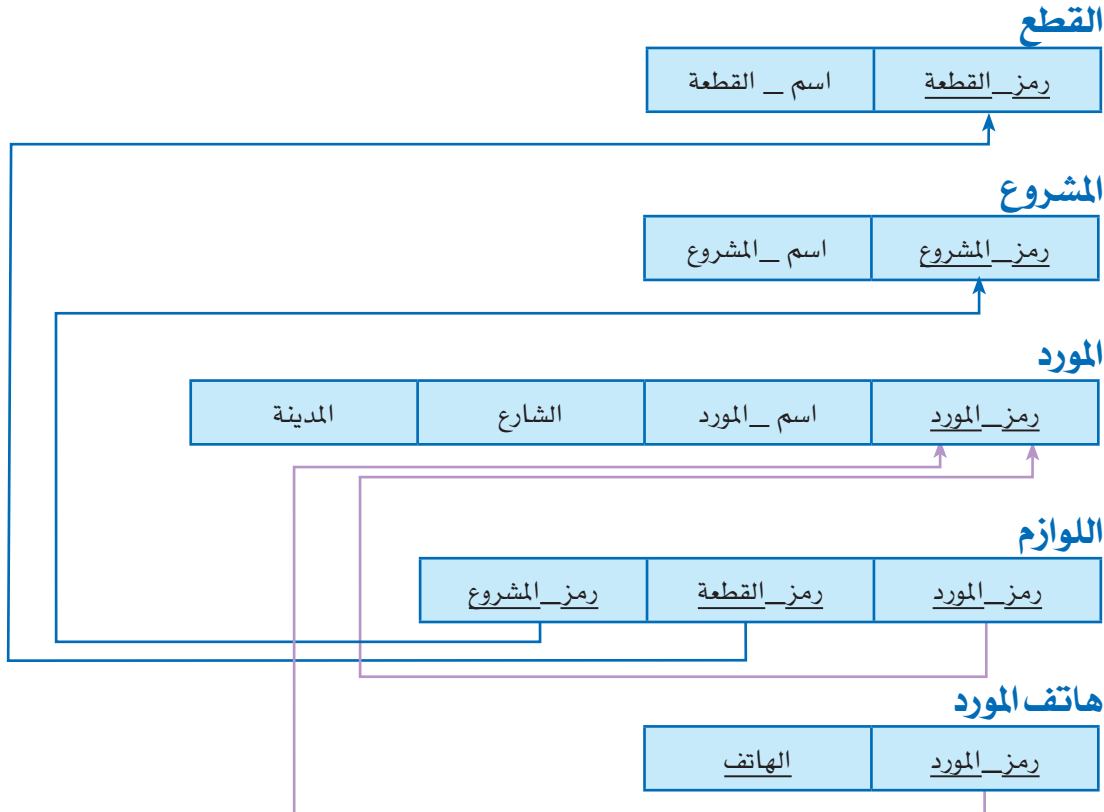 القطع
رمز_القطعة اسم _ القطعة
المشروع
رمز_المشروع اسم _المشروع
المورد
رمز_المورد اسم _المورد الشارع المدينة
اللوازم
رمز_المورد رمز_القطعة رمز_المشروع
هاتف المورد
رمز_المورد الهاتف